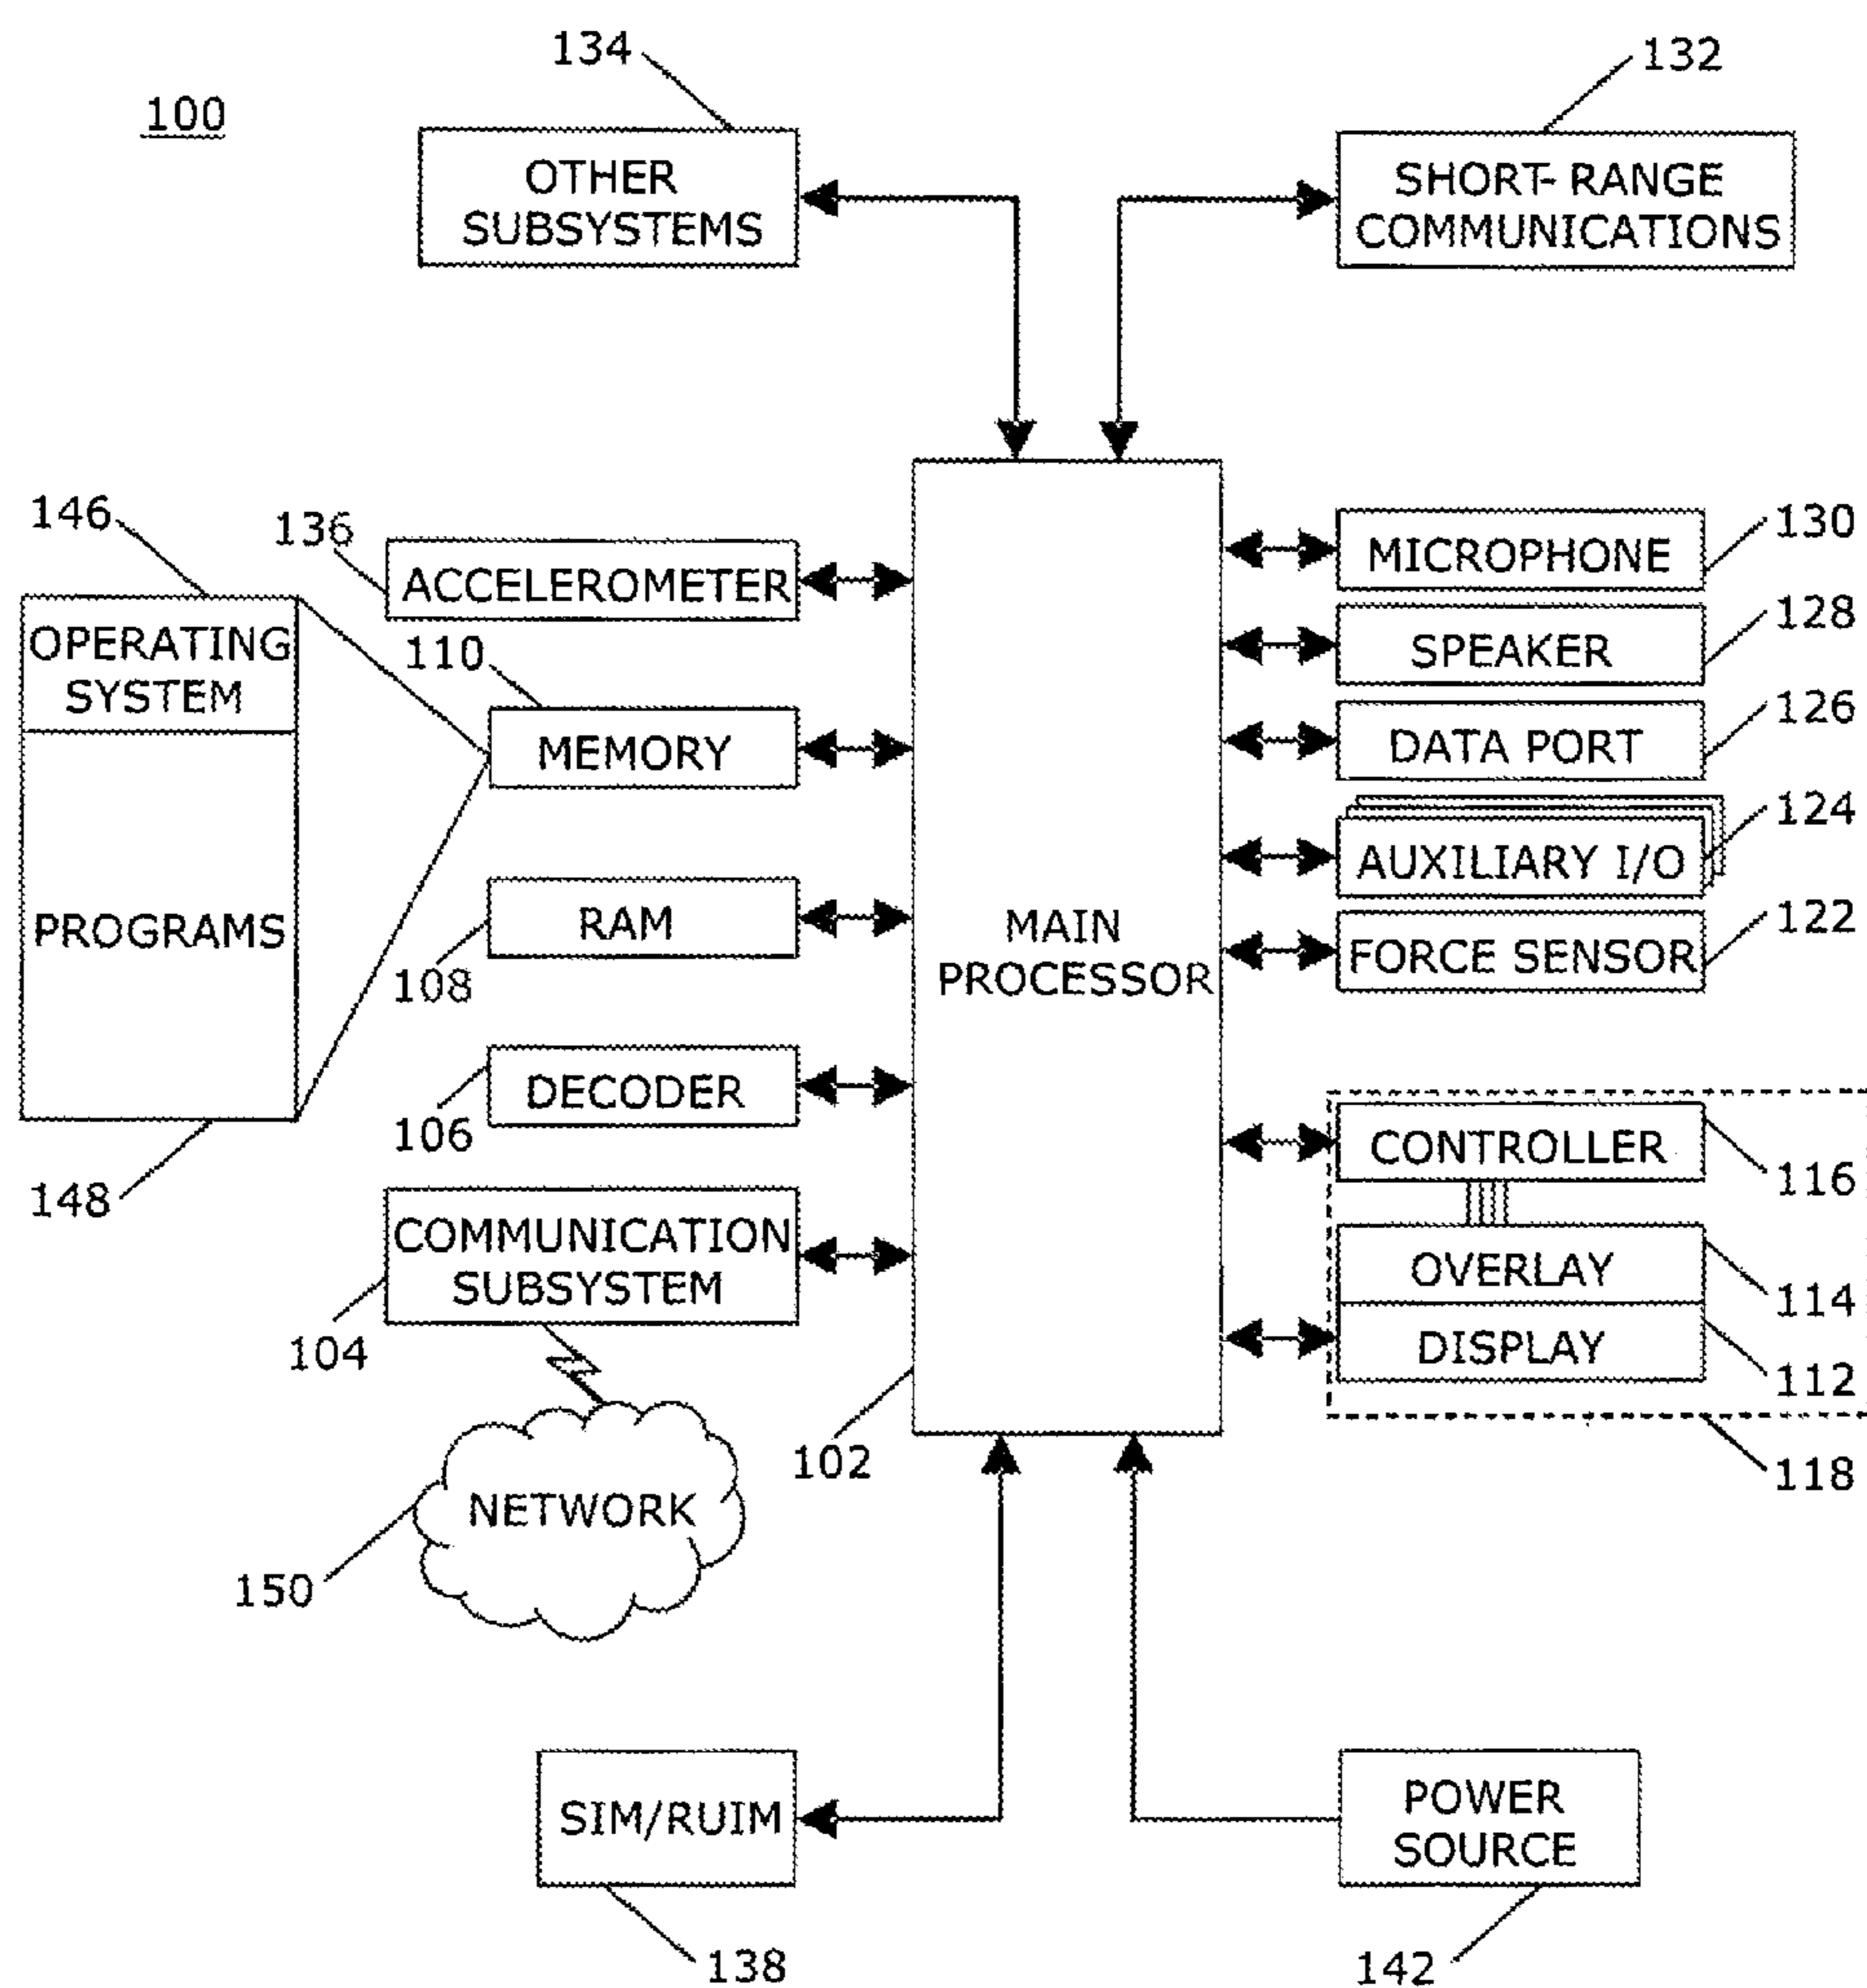 134
132
100
OTHER
SUBSYSTEMS
SHORT-RANGE
COMMUNICATIONS
146
136
ACCELEROMETER
130
MICROPHONE
OPERATING
SYSTEM
110
MEMORY
128
SPEAKER
126
DATA PORT
124
AUXILIARY I/O
PROGRAMS
RAM
108
MAIN
PROCESSOR
122
FORCE SENSOR
DECODER
106
CONTROLLER
116
148
COMMUNICATION
SUBSYSTEM
104
OVERLAY
114
DISPLAY
112
102
118
NETWORK
150
SIM/RUIM
138
POWER
SOURCE
142